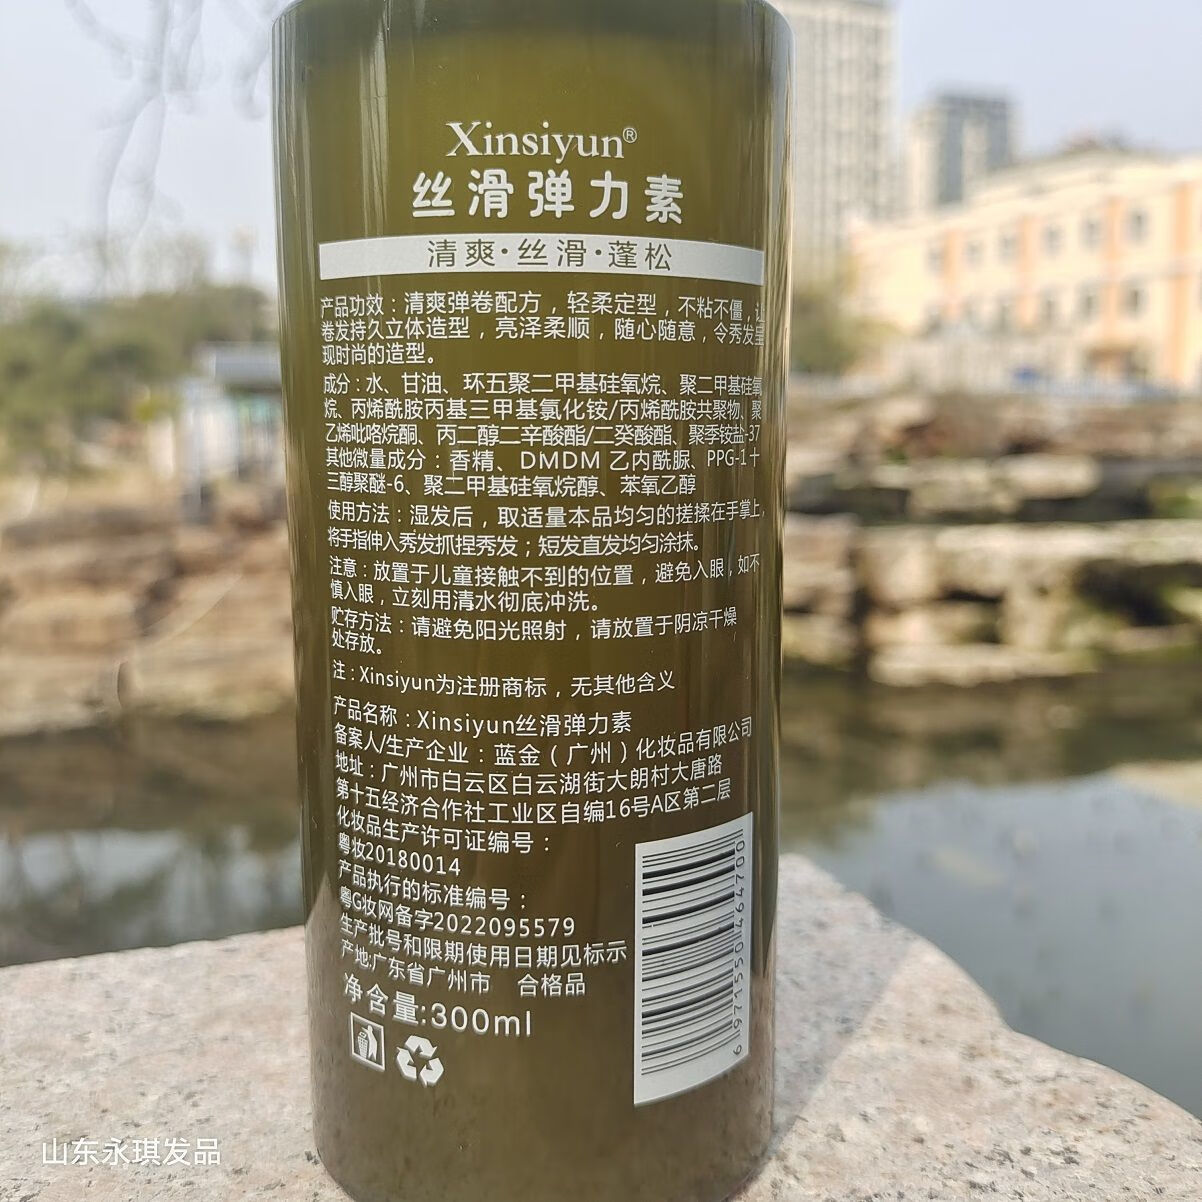 Xinsiyun®
丝滑弹力素
清爽·丝滑·蓬松
产品功效：清爽弹卷配方，轻柔定型，不粘不僵，让
卷发持久立体造型，亮泽柔顺，随心随意，令秀发呈
现时尚的造型。
成分：水、甘油、环五聚二甲基硅氧烷、聚二甲基硅氧
烷、丙烯酰胺丙基三甲基氯化铵/丙烯酰胺共聚物、聚
乙烯吡咯烷酮、丙二醇二辛酸酯/二癸酸酯、聚季铵盐-37
其他微量成分：香精、DMDM 乙内酰脲、PPG-1 十
三醇聚醚-6、聚二甲基硅氧烷醇、苯氧乙醇
使用方法：湿发后，取适量本品均匀的搓揉在手掌上，
将手指伸入秀发抓捏秀发；短发直发均匀涂抹。
注意：放置于儿童接触不到的位置，避免入眼，如不
慎入眼，立刻用清水彻底冲洗。
贮存方法：请避免阳光照射，请放置于阴凉干燥
处存放。
注：Xinsiyun为注册商标，无其他含义
产品名称：Xinsiyun丝滑弹力素
备案人/生产企业：蓝金（广州）化妆品有限公司
地址：广州市白云区白云湖街大朗村大唐路
第十五经济合作社工业区自编16号A区第二层
化妆品生产许可证编号：
粤妆20180014
产品执行的标准编号：
粤G妆网备字2022095579
生产批号和限期使用日期见标示
产地:广东省广州市 合格品
净含量:300ml
6 971550 464700
山东永琪发品